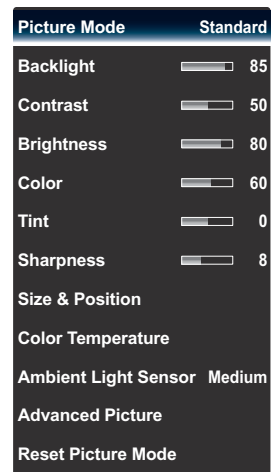 Picture Mode Standard
Backlight 85
Contrast 50
Brightness 80
Color 60
Tint 0
Sharpness 8
Size & Position
Color Temperature
Ambient Light Sensor Medium
Advanced Picture
Reset Picture Mode